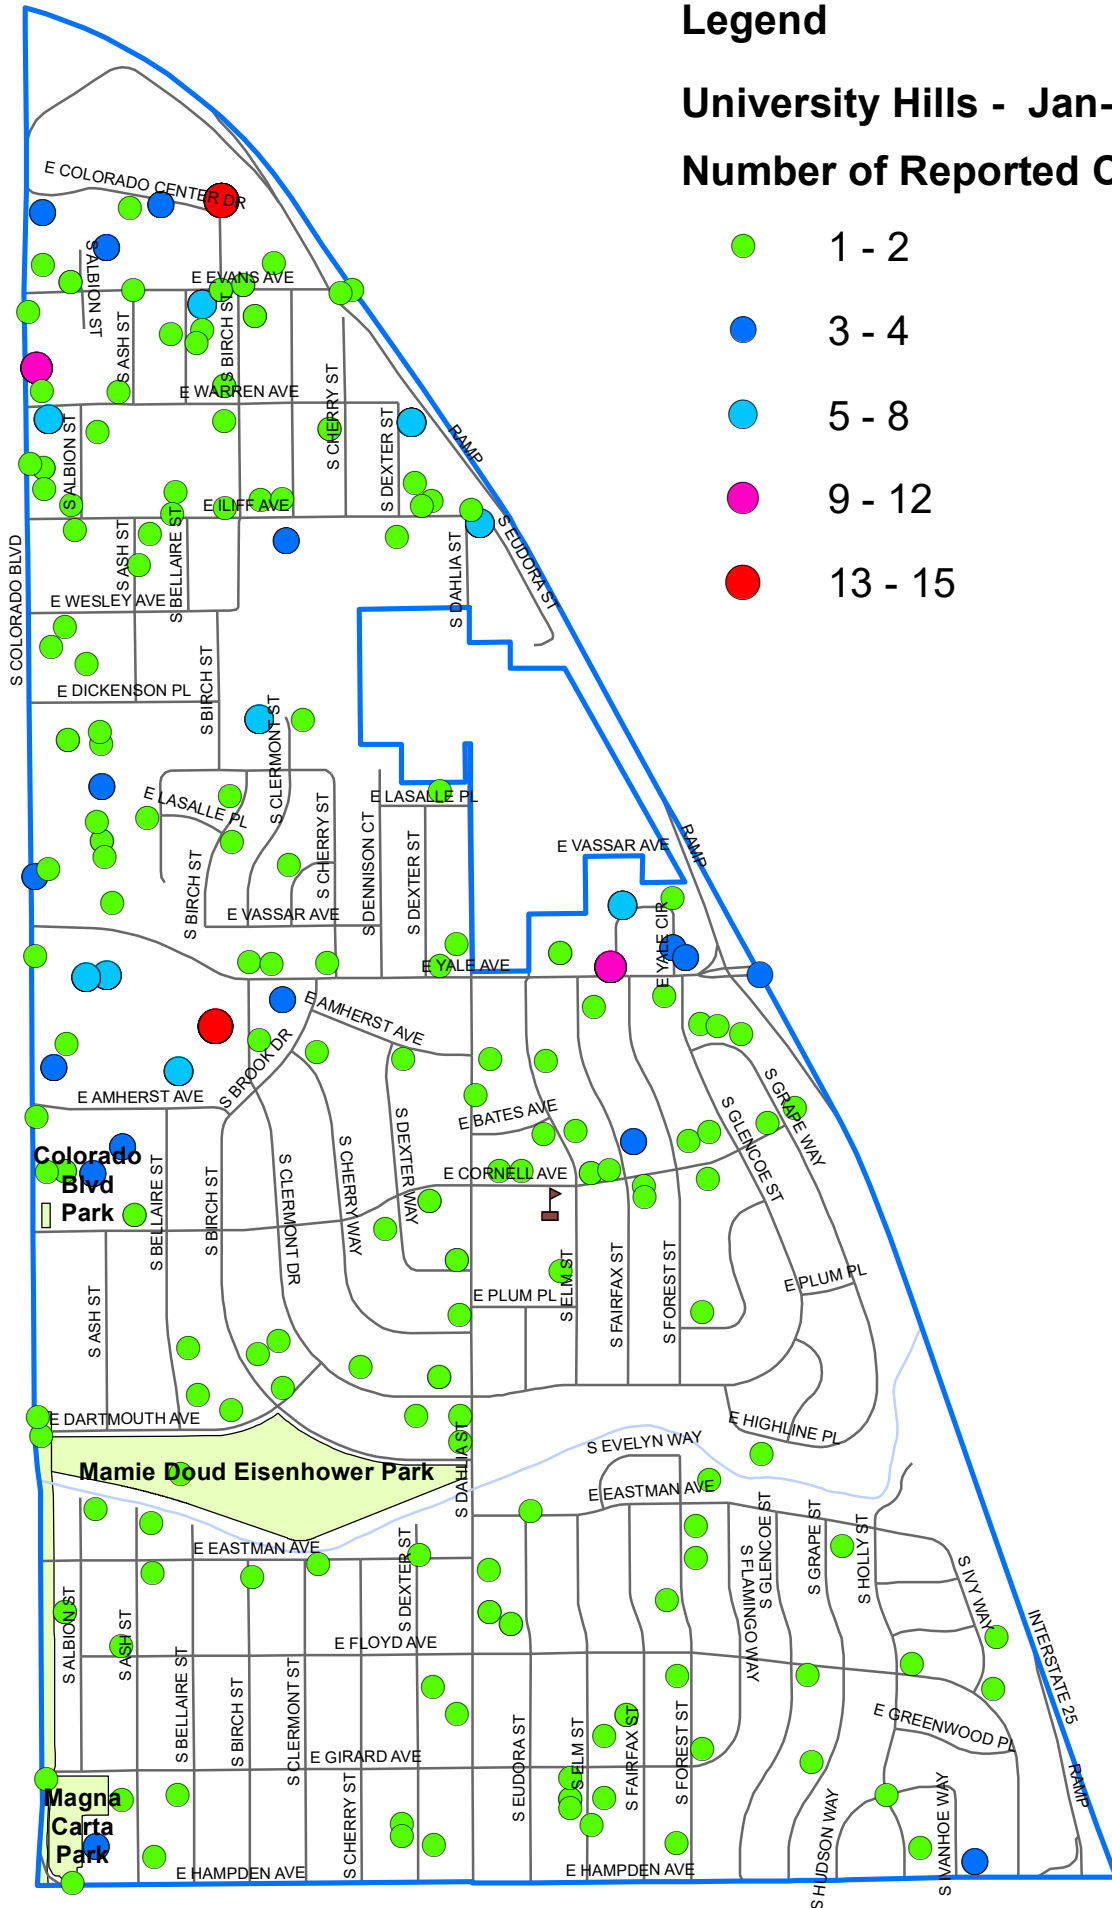 Legend
University Hills - Jan-
Number of Reported C
1 - 2
3 - 4
5 - 8
9 - 12
13 - 15
E COLORADO CENTER DR
S ALBION ST
E EVANS AVE
S ASH ST
S BIRCH ST
E WARREN AVE
S CHERRY ST
S DEXTER ST
RAMP
S ALBION ST
E ILIFF AVE
S COLORADO BLVD
S ASH ST
S BELLAIRE ST
S DAHLIA ST
S EUDORA ST
E WESLEY AVE
S BIRCH ST
E DICKENSON PL
S CLERMONT ST
E LASALLE PL
E LASALLE PL
S CHERRY ST
S DENNISON CT
S DEXTER ST
S BIRCH ST
E VASSAR AVE
RAMP
E VASSAR AVE
E YALE CIR
E YALE AVE
E AMHERST AVE
S BROOK DR
E AMHERST AVE
S GRAPE WAY
S GLENCOE ST
E BATES AVE
S DEXTER WAY
Colorado
Blvd
Park
S BELLAIRE ST
S BIRCH ST
S CLERMONT DR
S CHERRY WAY
E CORNELL AVE
S ELM ST
S FAIRFAX ST
S FOREST ST
E PLUM PL
E PLUM PL
S ASH ST
E DARTMOUTH AVE
E HIGHLINE PL
S DAHLIA ST
S EVELYN WAY
Mamie Doud Eisenhower Park
E EASTMAN AVE
E EASTMAN AVE
S DEXTER ST
S FLAMINGO WAY
S GLENCOE ST
S GRAPE ST
S HOLLY ST
S IVY WAY
S ALBION ST
S ASH ST
E FLOYD AVE
INTERSTATE 25
S BELLAIRE ST
S BIRCH ST
S CLERMONT ST
E GREENWOOD PL
E GIRARD AVE
S EUDORA ST
S ELM ST
S FAIRFAX ST
S FOREST ST
RAMP
Magna
Carta
Park
S CHERRY ST
S HUDSON WAY
S IVANHOE WAY
E HAMPDEN AVE
E HAMPDEN AVE